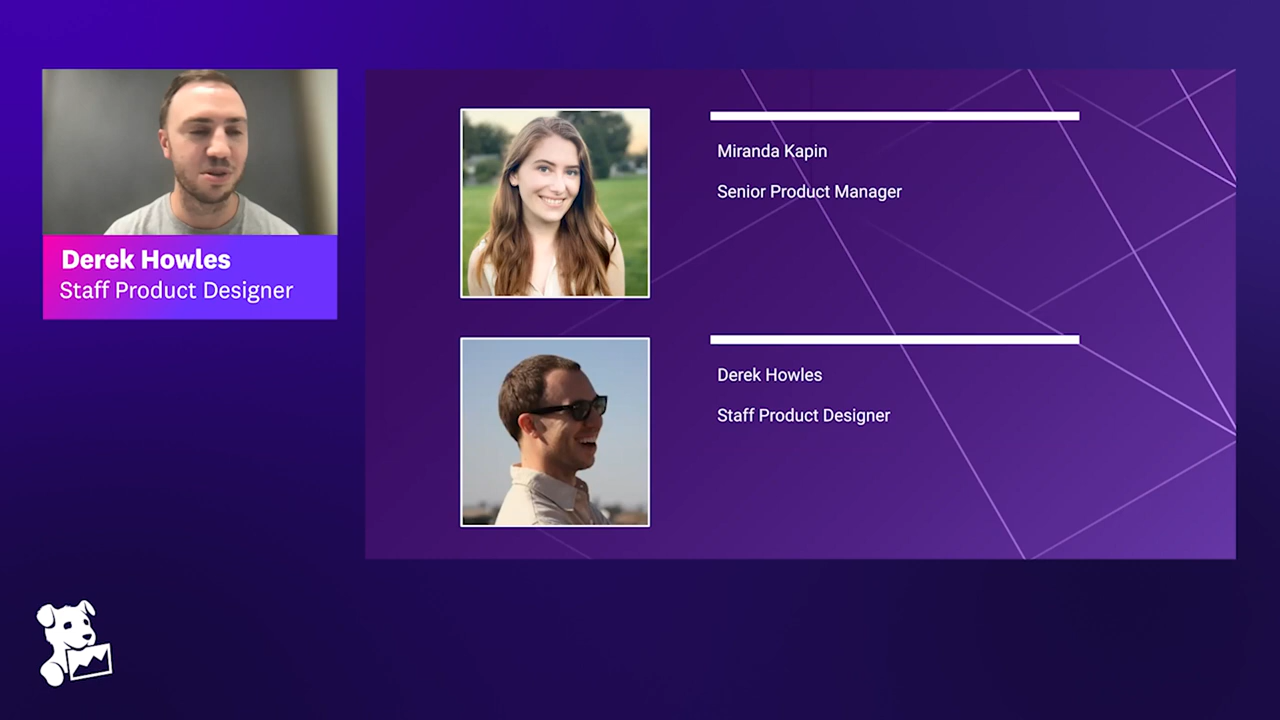 Derek Howles
Staff Product Designer
Miranda Kapin
Senior Product Manager
Derek Howles
Staff Product Designer